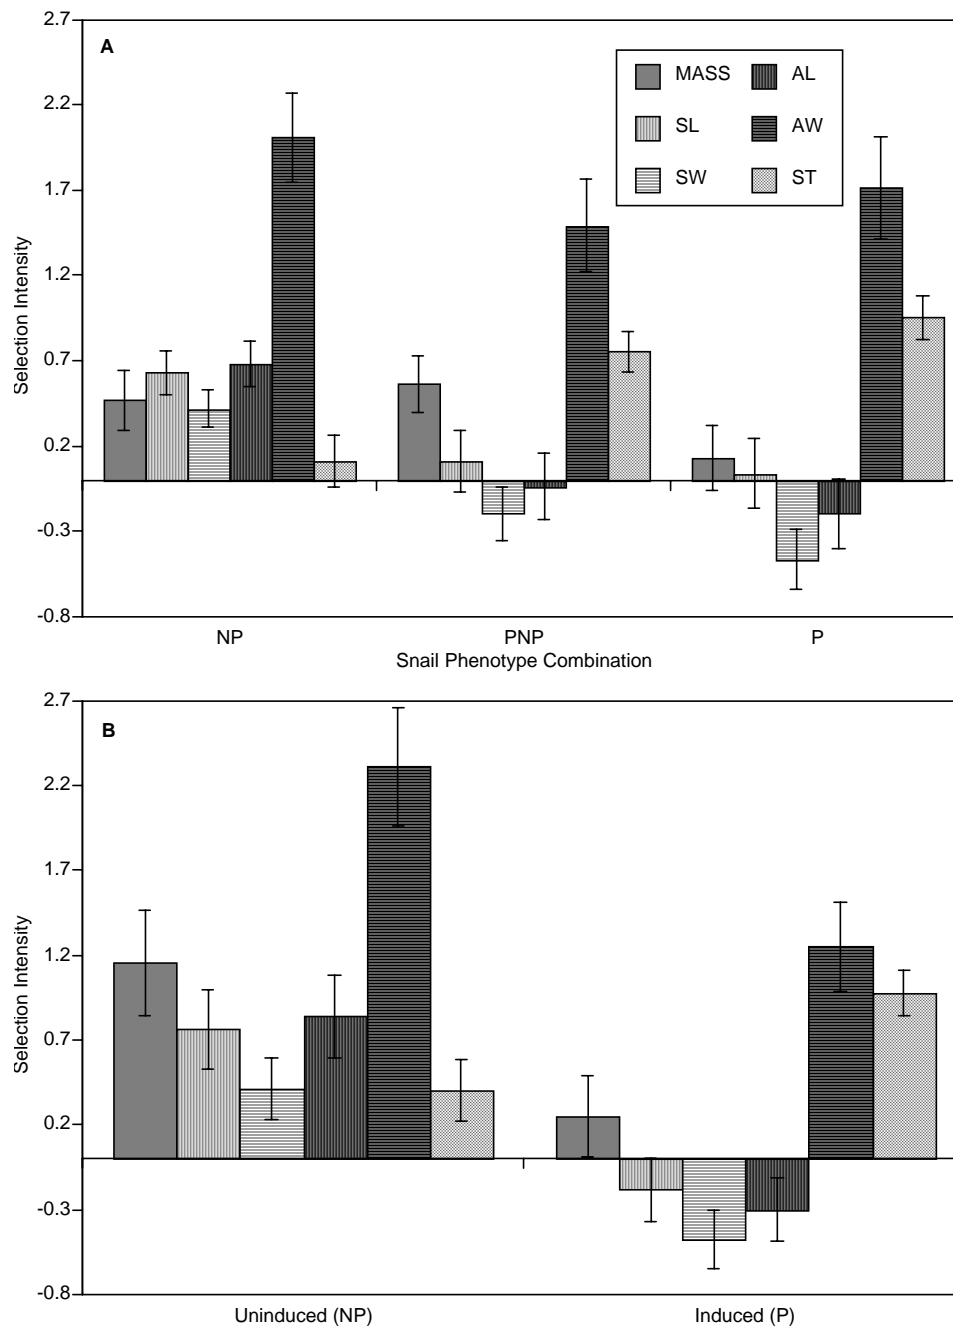 2.7
A
MASS
AL
2.2
SL
AW
SW
ST
1.7
1.2
0.7
0.2
-0.3
-0.8
Selection Intensity
NP
PNP
P
Snail Phenotype Combination
2.7
B
2.2
1.7
1.2
0.7
0.2
-0.3
-0.8
Selection Intensity
Uninduced (NP)
Induced (P)